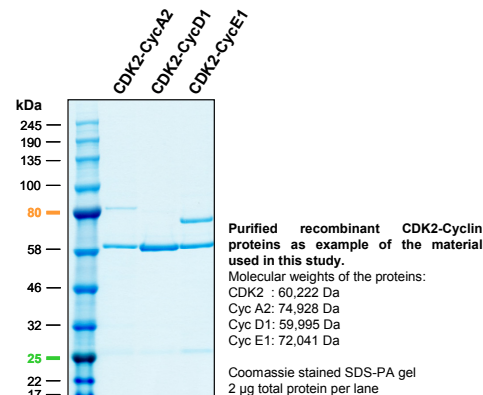 CDK2-CycA2
CDK2-CycD1
CDK2-CycE1
kDa
245
190
135
100
80
58
46
32
25
22
17
Purified recombinant CDK2-Cyclin
proteins as example of the material
used in this study.
Molecular weights of the proteins:
CDK2 : 60,222 Da
Cyc A2: 74,928 Da
Cyc D1: 59,995 Da
Cyc E1: 72,041 Da
Coomassie stained SDS-PA gel
2 µg total protein per lane